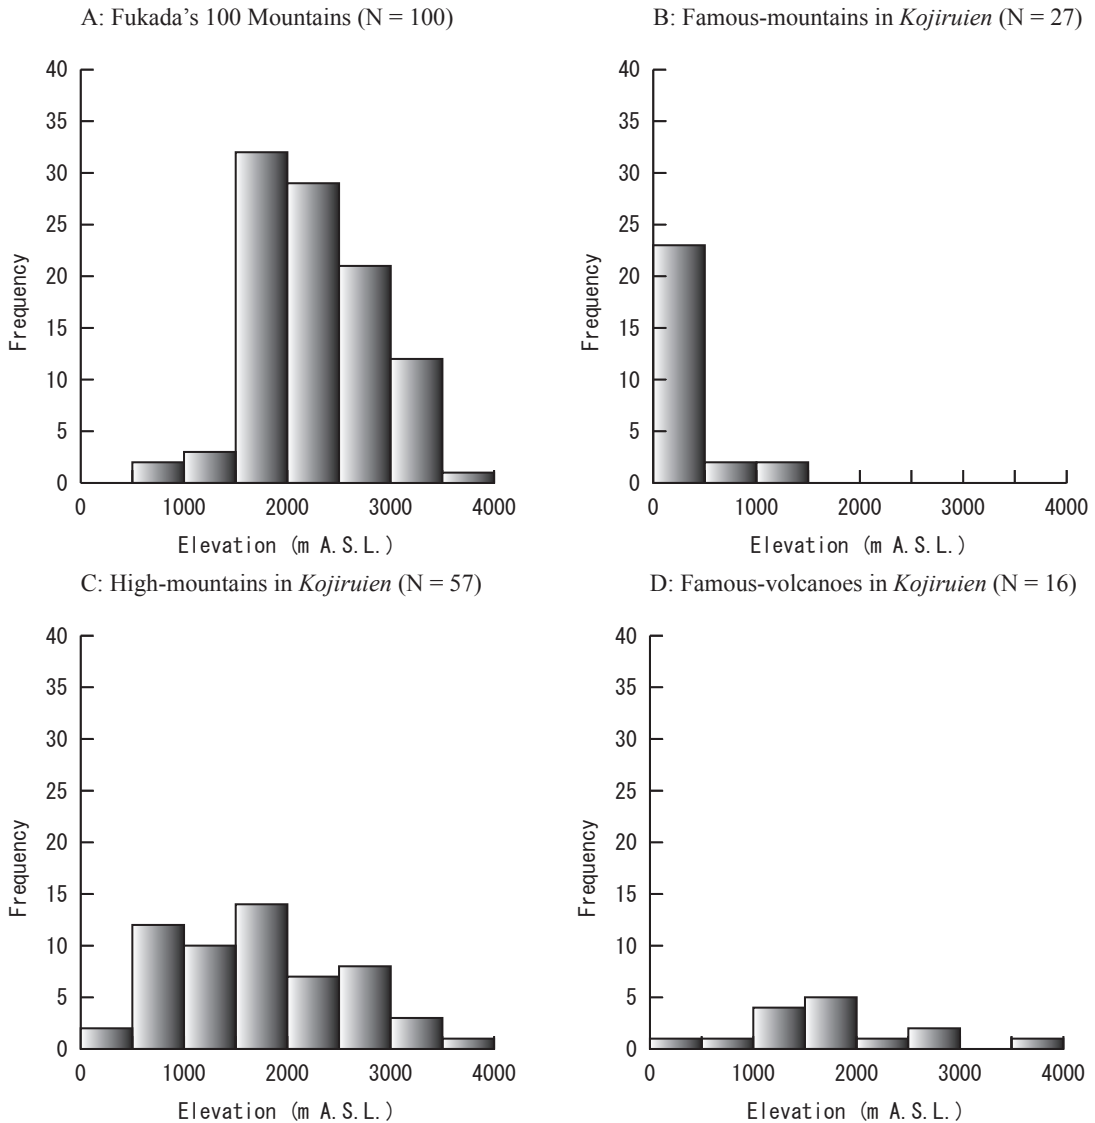 A: Fukada’s 100 Mountains (N = 100)
40
35
30
25
20
15
10
5
0
Frequency
0 1000 2000 3000 4000
Elevation (m A.S.L.)
B: Famous-mountains in Kojiruien (N = 27)
40
35
30
25
20
15
10
5
0
Frequency
0 1000 2000 3000 4000
Elevation (m A.S.L.)
C: High-mountains in Kojiruien (N = 57)
40
35
30
25
20
15
10
5
0
Frequency
0 1000 2000 3000 4000
Elevation (m A.S.L.)
D: Famous-volcanoes in Kojiruien (N = 16)
40
35
30
25
20
15
10
5
0
Frequency
0 1000 2000 3000 4000
Elevation (m A.S.L.)